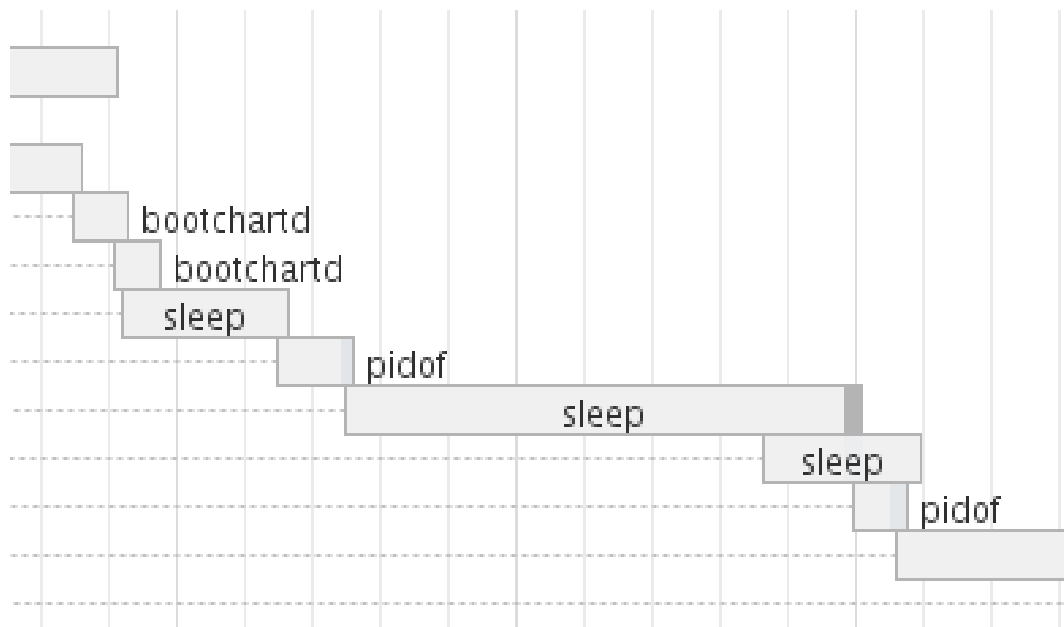 bootchartd
bootchartd
sleep
pidof
sleep
sleep
pidof